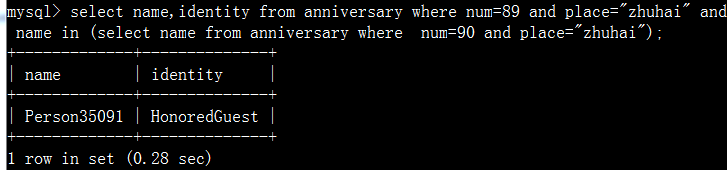 mysql> select name,identity from anniversary where num=89 and place="zhuhai" and
name in (select name from anniversary where  num=90 and place="zhuhai");
+-------------+--------------+
| name        | identity     |
+-------------+--------------+
| Person35091 | HonoredGuest |
+-------------+--------------+
1 row in set (0.28 sec)